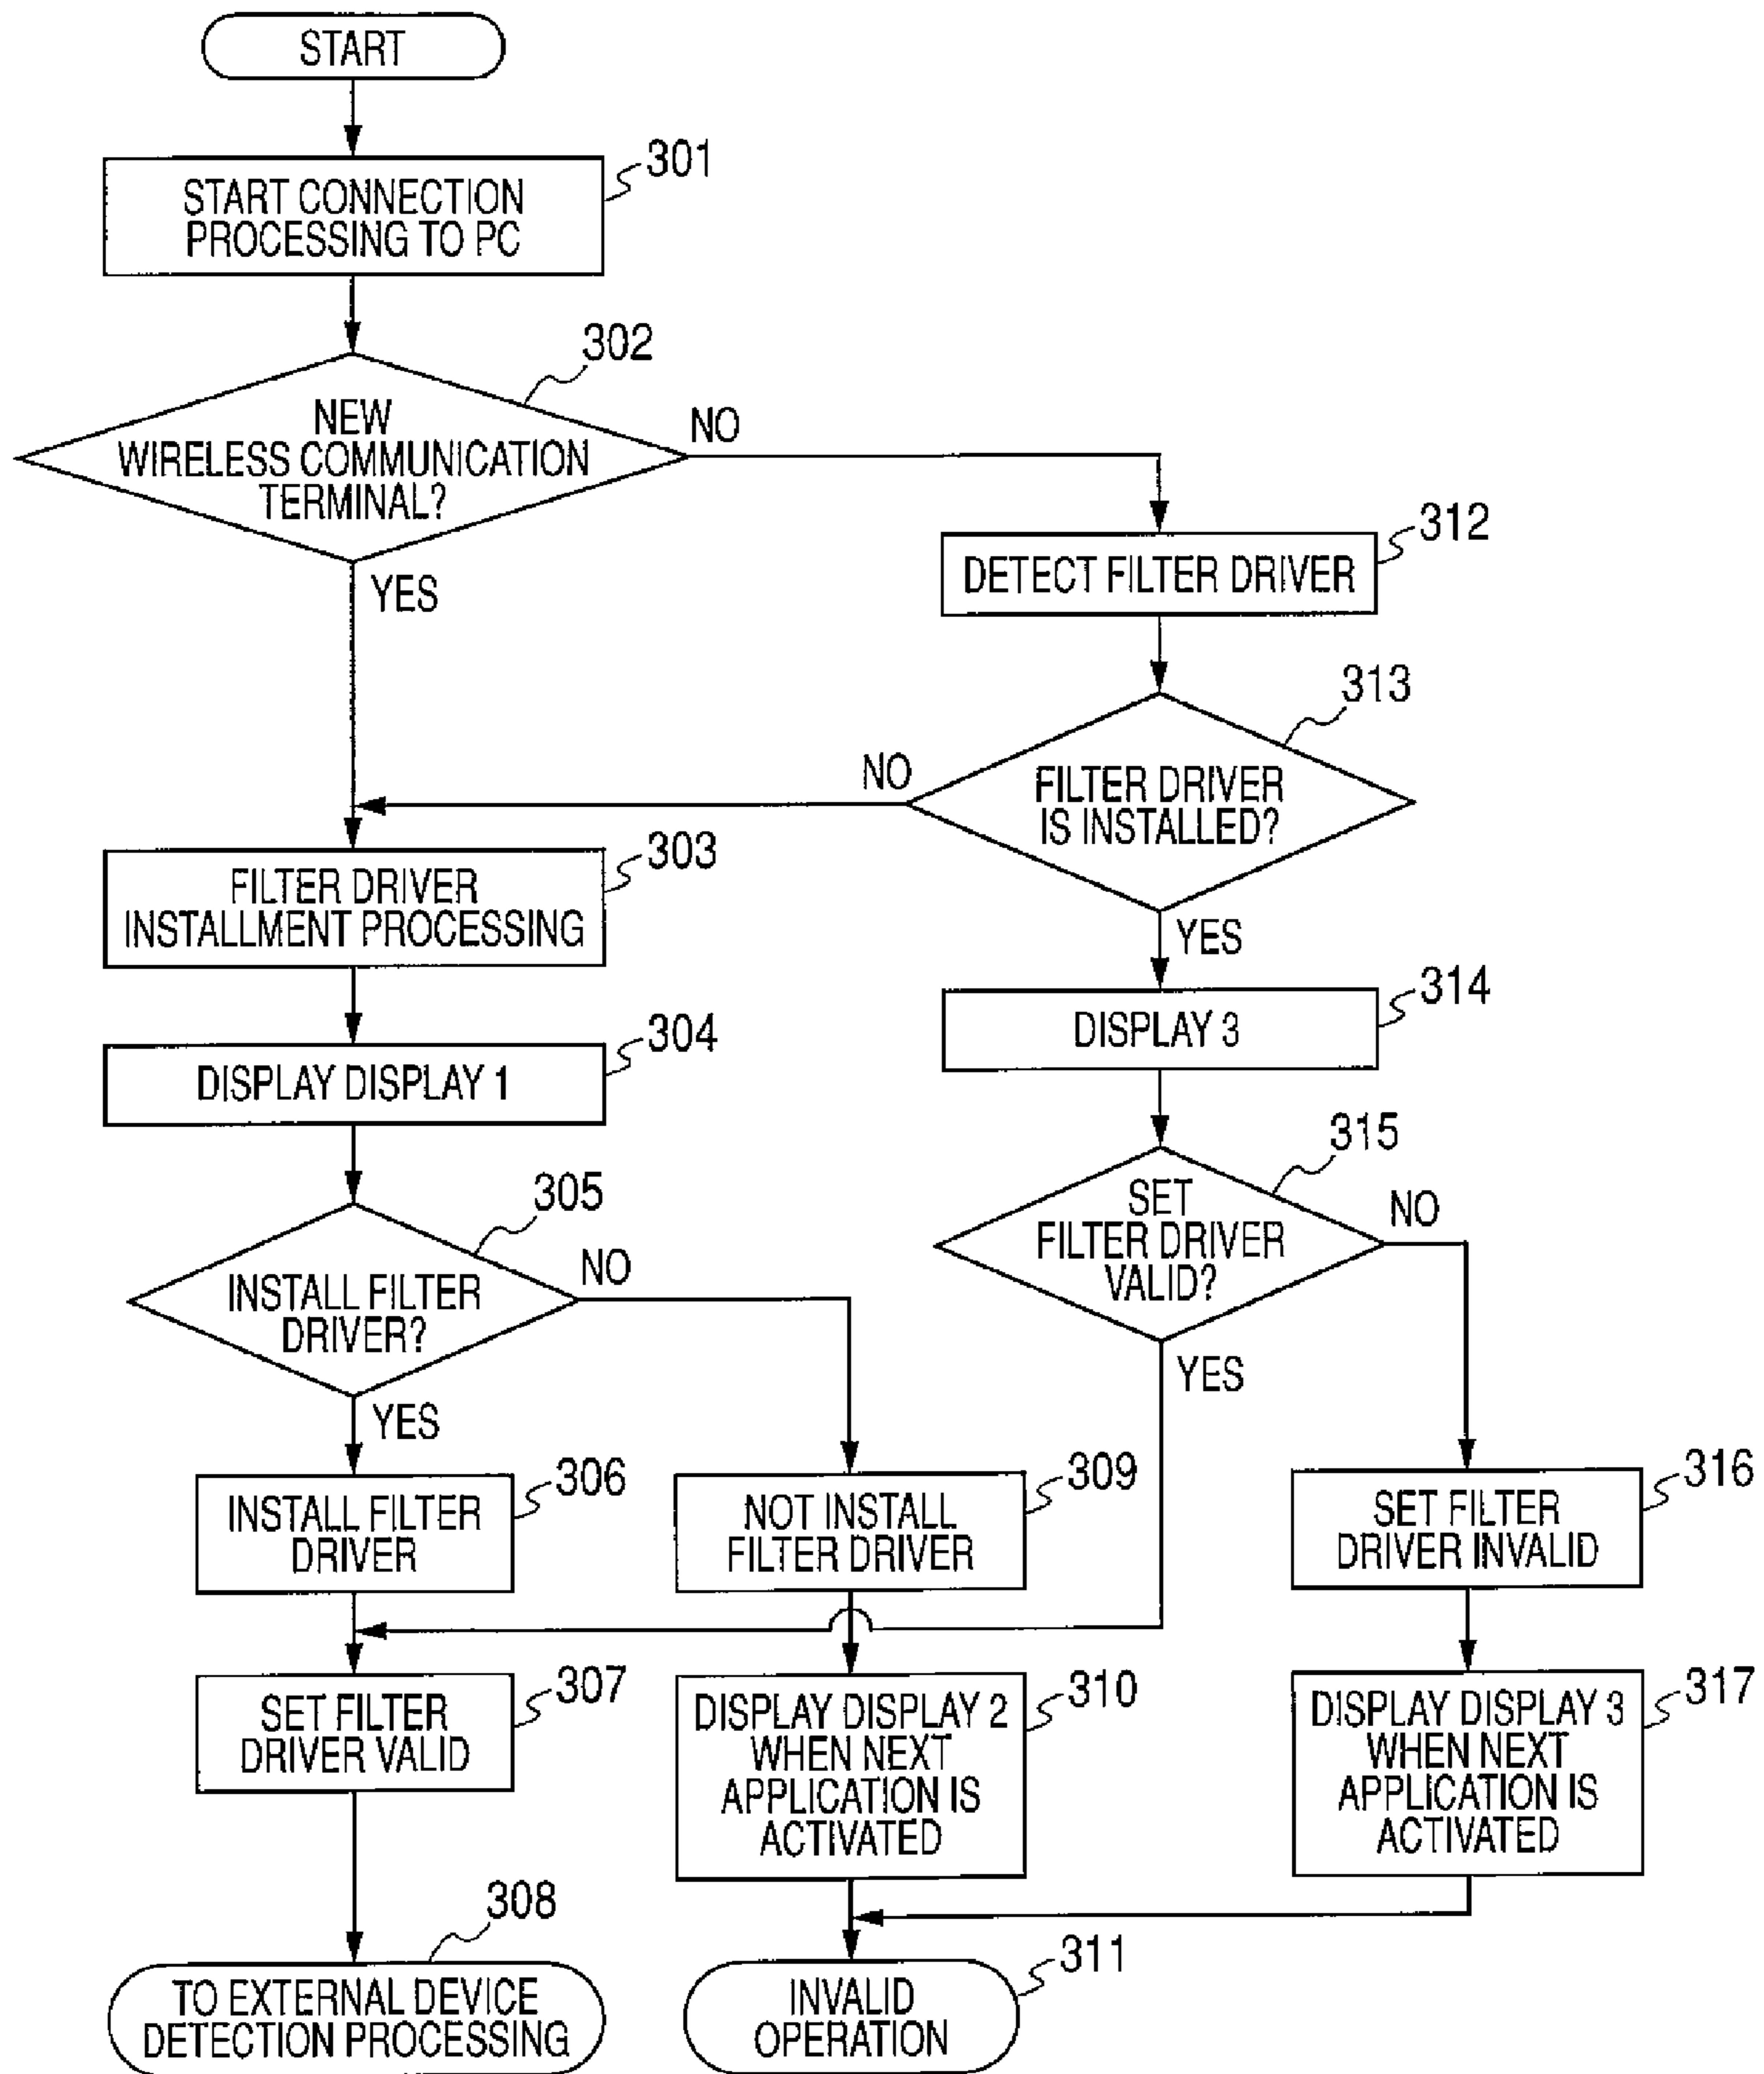 START
301
START CONNECTION
PROCESSING TO PC
302
NEW
WIRELESS COMMUNICATION
TERMINAL?
NO
YES
312
DETECT FILTER DRIVER
313
FILTER DRIVER
IS INSTALLED?
NO
YES
303
FILTER DRIVER
INSTALLMENT PROCESSING
304
DISPLAY DISPLAY 1
305
INSTALL FILTER
DRIVER?
NO
YES
306
INSTALL FILTER
DRIVER
307
SET FILTER
DRIVER VALID
308
TO EXTERNAL DEVICE
DETECTION PROCESSING
309
NOT INSTALL
FILTER DRIVER
310
DISPLAY DISPLAY 2
WHEN NEXT
APPLICATION IS
ACTIVATED
311
INVALID
OPERATION
314
DISPLAY 3
315
SET
FILTER DRIVER
VALID?
NO
YES
316
SET FILTER
DRIVER INVALID
317
DISPLAY DISPLAY 3
WHEN NEXT
APPLICATION IS
ACTIVATED